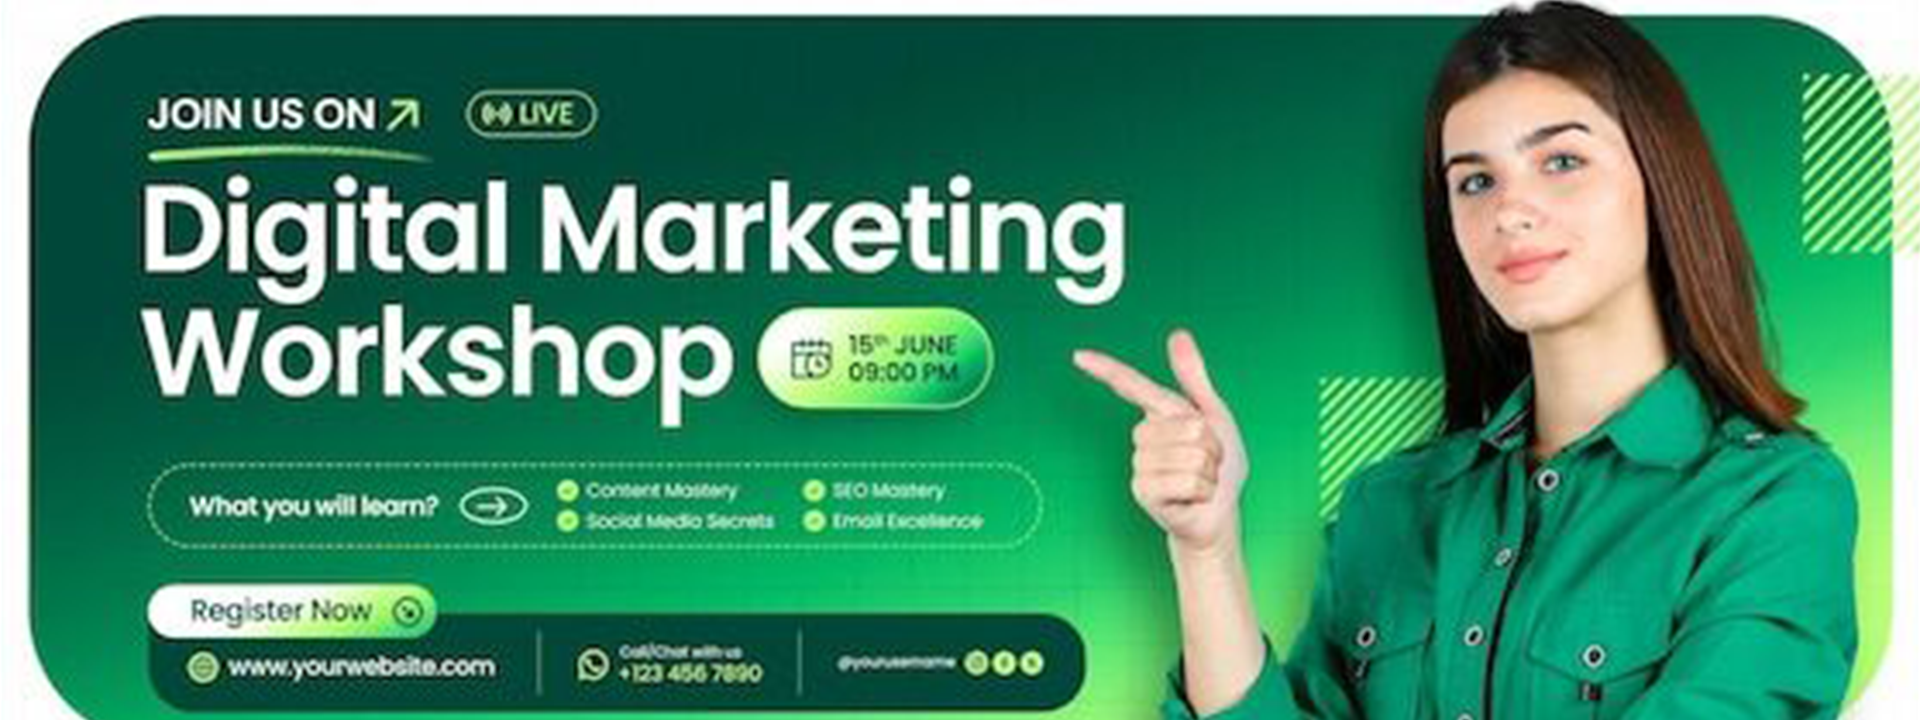 JOIN US ON
LIVE
Digital Marketing
Workshop
15th JUNE
09:00 PM
What you will learn?
Content Mastery
SEO Mastery
Social Media Secrets
Email Excellence
Register Now
www.yourwebsite.com
Call/Chat with us
+123 456 7890
@yourusername